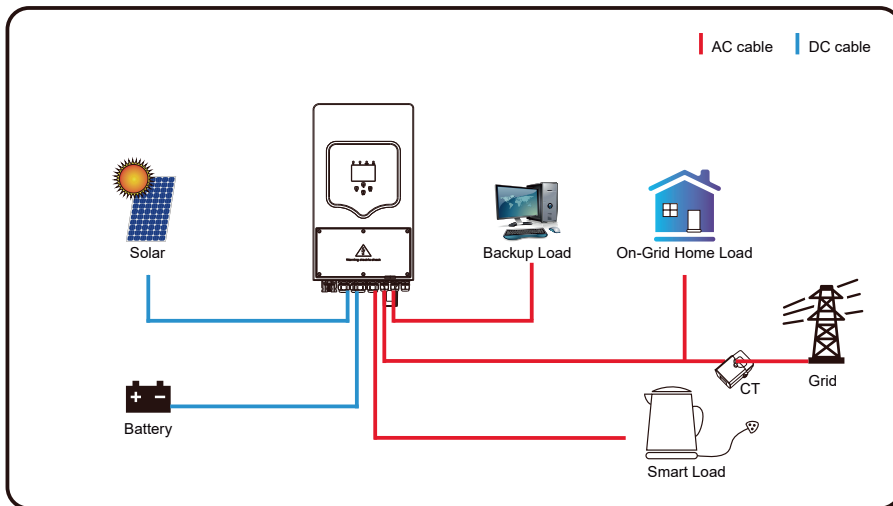 AC cable
DC cable
Solar
Backup Load
On-Grid Home Load
Battery
CT
Grid
Smart Load